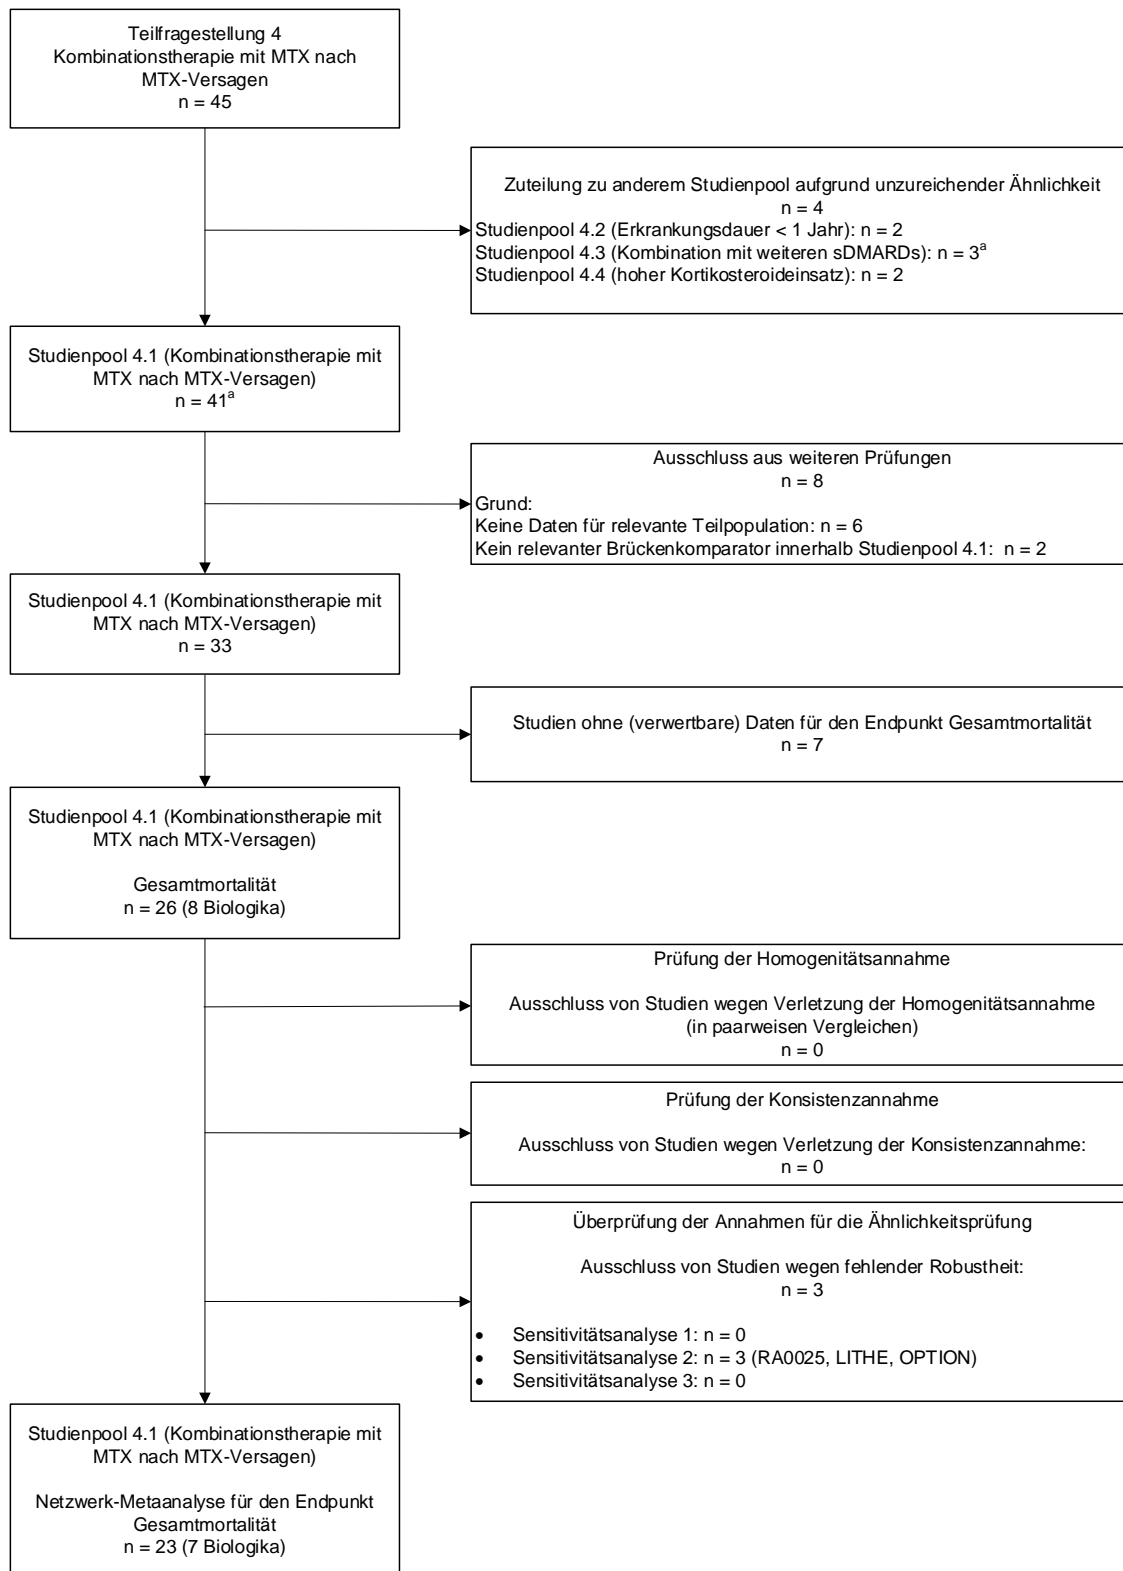 Teilfragestellung 4
Kombinationstherapie mit MTX nach
MTX-Versagen
n = 45
Zuteilung zu anderem Studienpool aufgrund unzureichender Ähnlichkeit
n = 4
Studienpool 4.2 (Erkrankungsdauer < 1 Jahr): n = 2
Studienpool 4.3 (Kombination mit weiteren sDMARDs): n = 3a
Studienpool 4.4 (hoher Kortikosteroideinsatz): n = 2
Studienpool 4.1 (Kombinationstherapie mit
MTX nach MTX-Versagen)
n = 41a
Ausschluss aus weiteren Prüfungen
n = 8
Grund:
Keine Daten für relevante Teilpopulation: n = 6
Kein relevanter Brückenkomparator innerhalb Studienpool 4.1: n = 2
Studienpool 4.1 (Kombinationstherapie mit
MTX nach MTX-Versagen)
n = 33
Studien ohne (verwertbare) Daten für den Endpunkt Gesamtmortalität
n = 7
Studienpool 4.1 (Kombinationstherapie mit
MTX nach MTX-Versagen)
Gesamtmortalität
n = 26 (8 Biologika)
Prüfung der Homogenitätsannahme
Ausschluss von Studien wegen Verletzung der Homogenitätsannahme
(in paarweisen Vergleichen)
n = 0
Prüfung der Konsistenzannahme
Ausschluss von Studien wegen Verletzung der Konsistenzannahme:
n = 0
Überprüfung der Annahmen für die Ähnlichkeitsprüfung
Ausschluss von Studien wegen fehlender Robustheit:
n = 3
• Sensitivitätsanalyse 1: n = 0
• Sensitivitätsanalyse 2: n = 3 (RA0025, LITHE, OPTION)
• Sensitivitätsanalyse 3: n = 0
Studienpool 4.1 (Kombinationstherapie mit
MTX nach MTX-Versagen)
Netzwerk-Metaanalyse für den Endpunkt
Gesamtmortalität
n = 23 (7 Biologika)